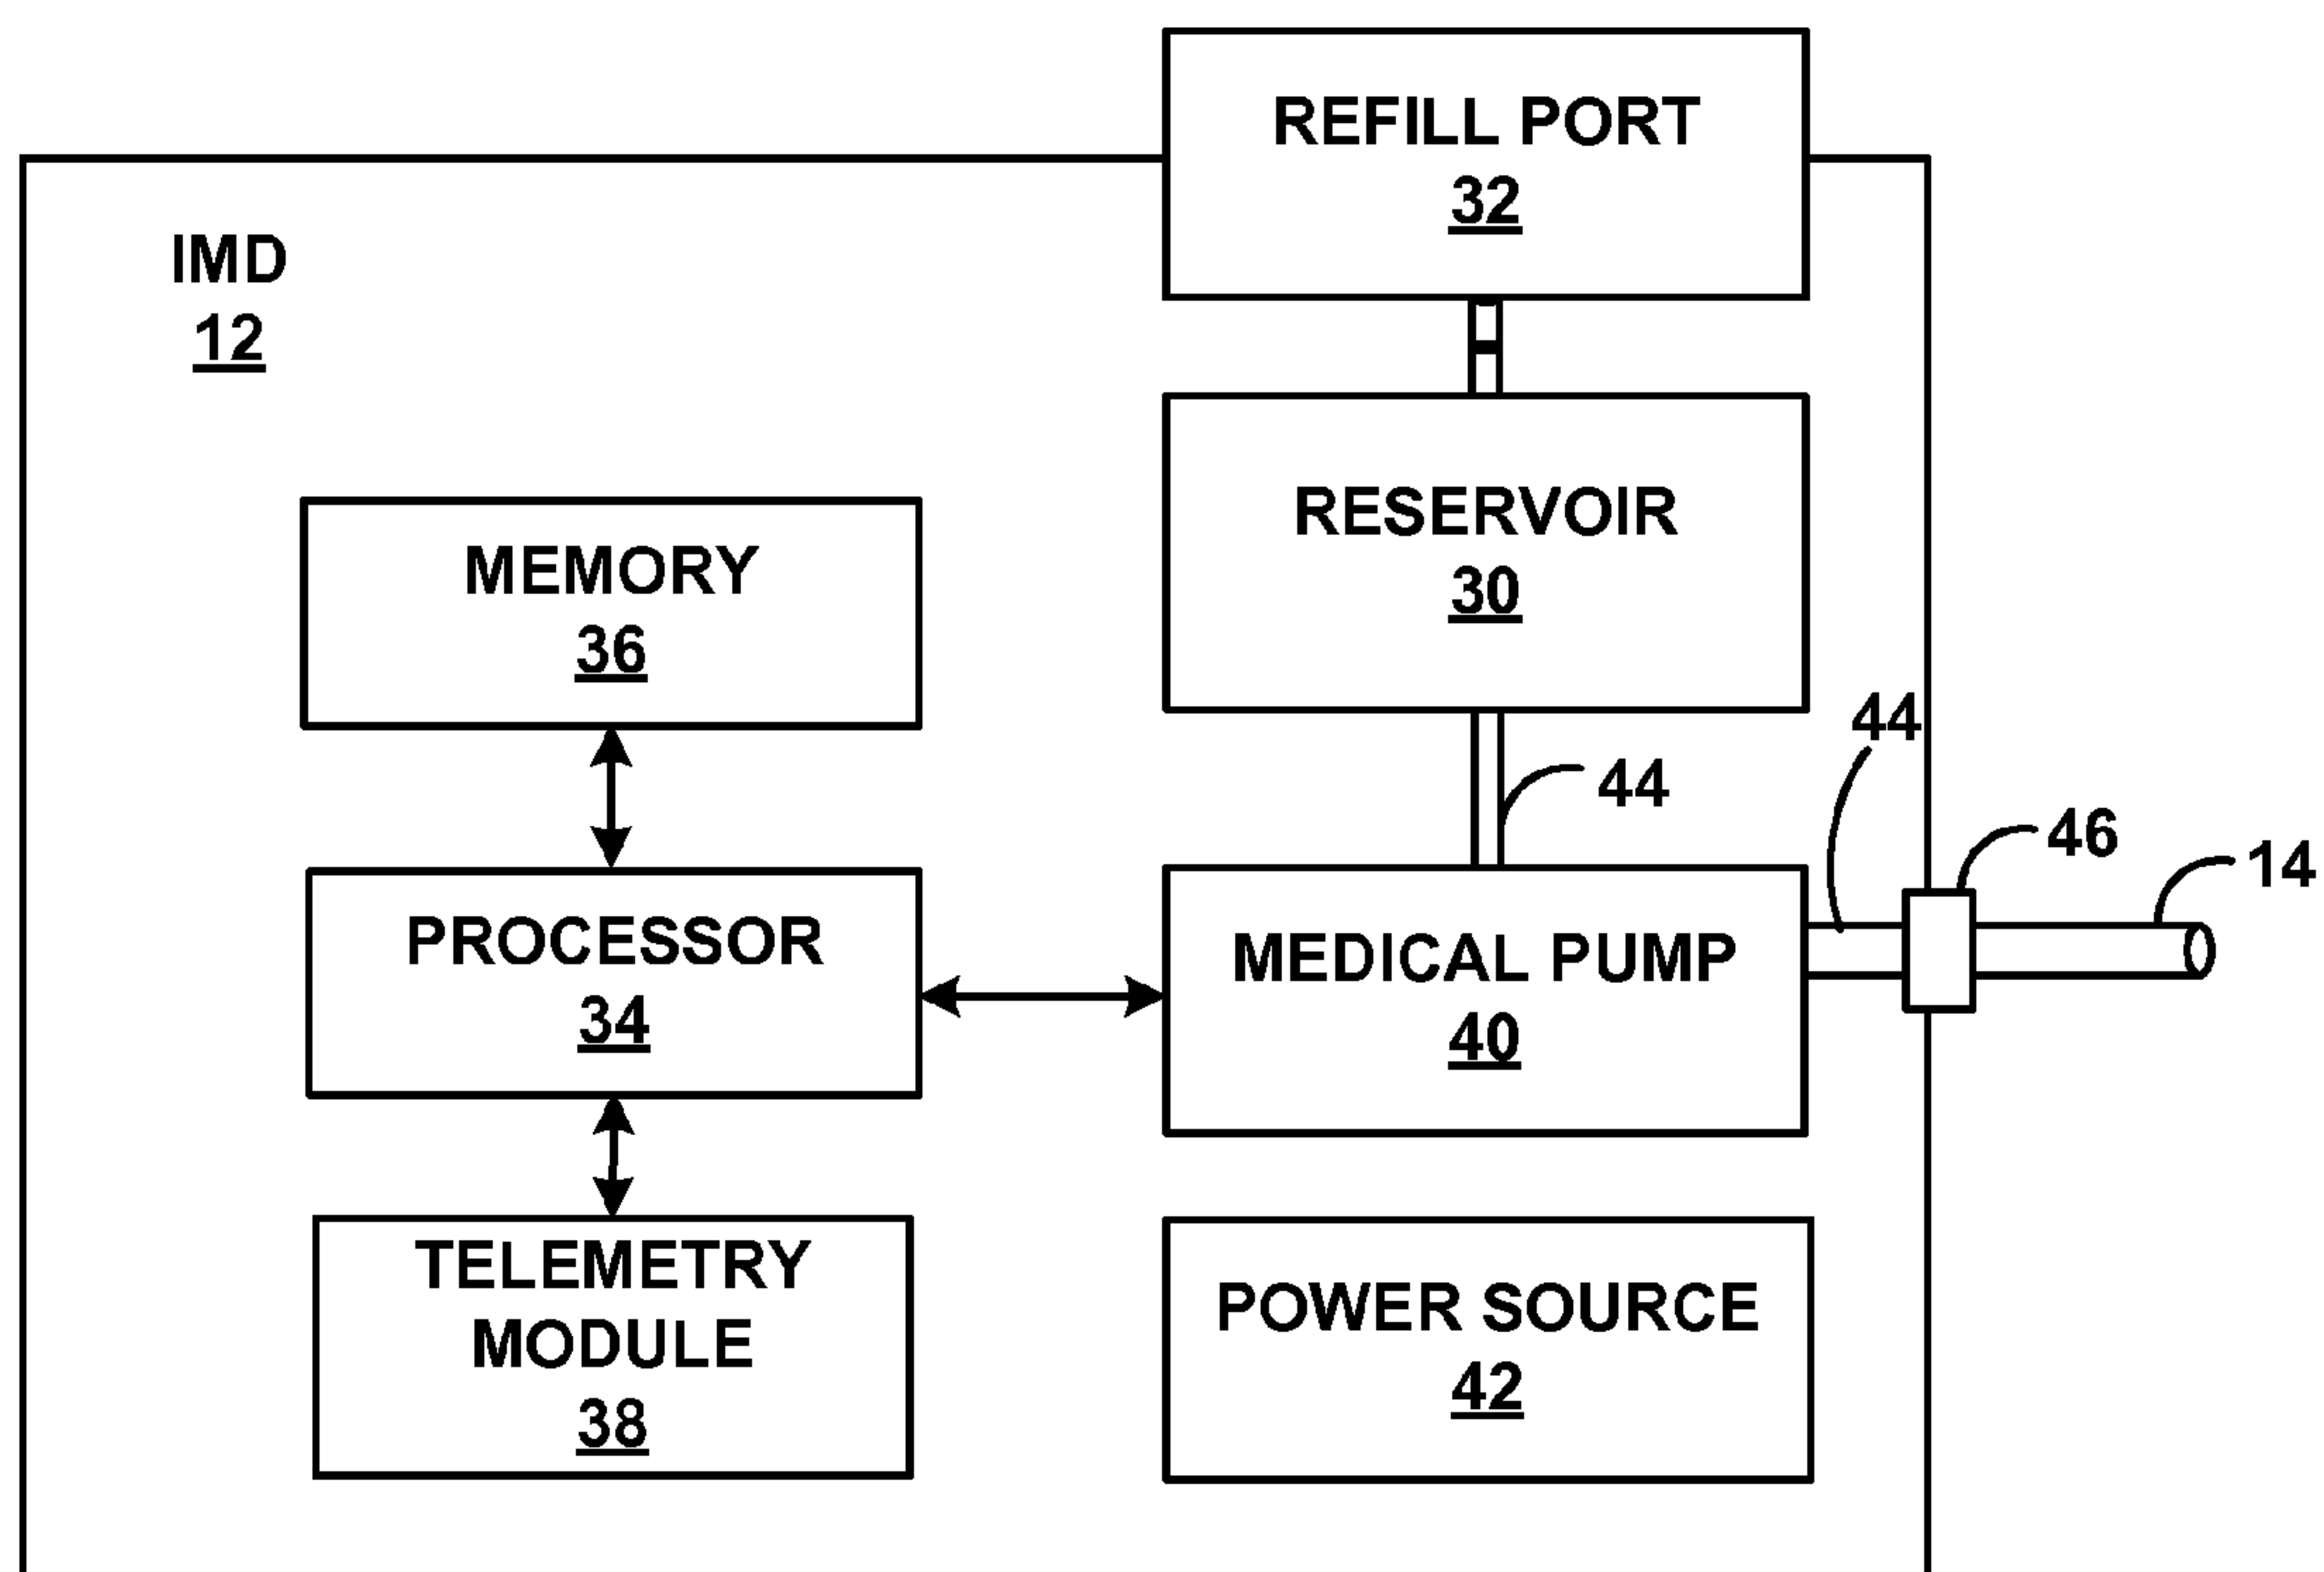 REFILL PORT
32
IMD
12
RESERVOIR
30
MEMORY
36
44
44
46
14
PROCESSOR
34
MEDICAL PUMP
40
TELEMETRY
MODULE
38
POWER SOURCE
42